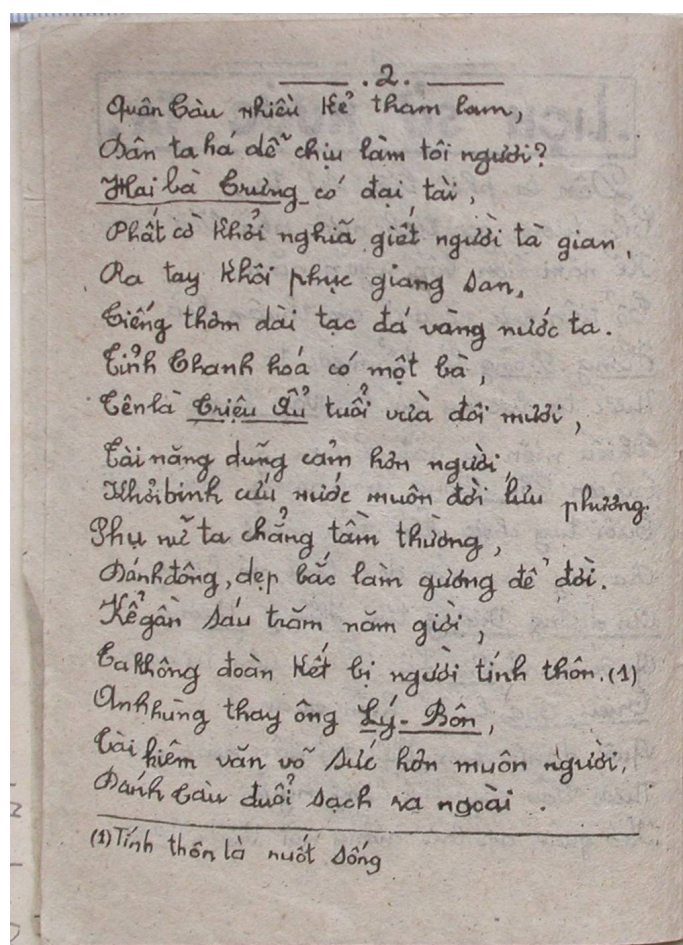 . 2 .
Quân Tàu nhiều kẻ tham lam,
Dân ta há dễ chịu làm tôi người?
Hai bà Trưng có đại tài,
Phất cờ khởi nghiã giết người tà gian,
Ra tay khôi phục giang san,
Tiếng thơm dài tạc đá vàng nước ta.
Tỉnh Thanh hoá có một bà,
Tên là Triệu Ẩu tuổi vừa đôi mươi,
Tài năng dũng cảm hơn người,
Khởi binh cứu nước muôn đời lưu phương.
Phụ nữ ta chẳng tầm thường,
Đánh đông, dẹp bắc làm gương để đời.
Kể gần sáu trăm năm giời,
Ta không đoàn kết bị người tính thôn. (1)
Anh hùng thay ông Lý-Bôn,
Tài kiêm văn võ sức hơn muôn người,
Đánh Tàu đuổi sạch ra ngoài.
(1) Tính thôn là nuốt sống